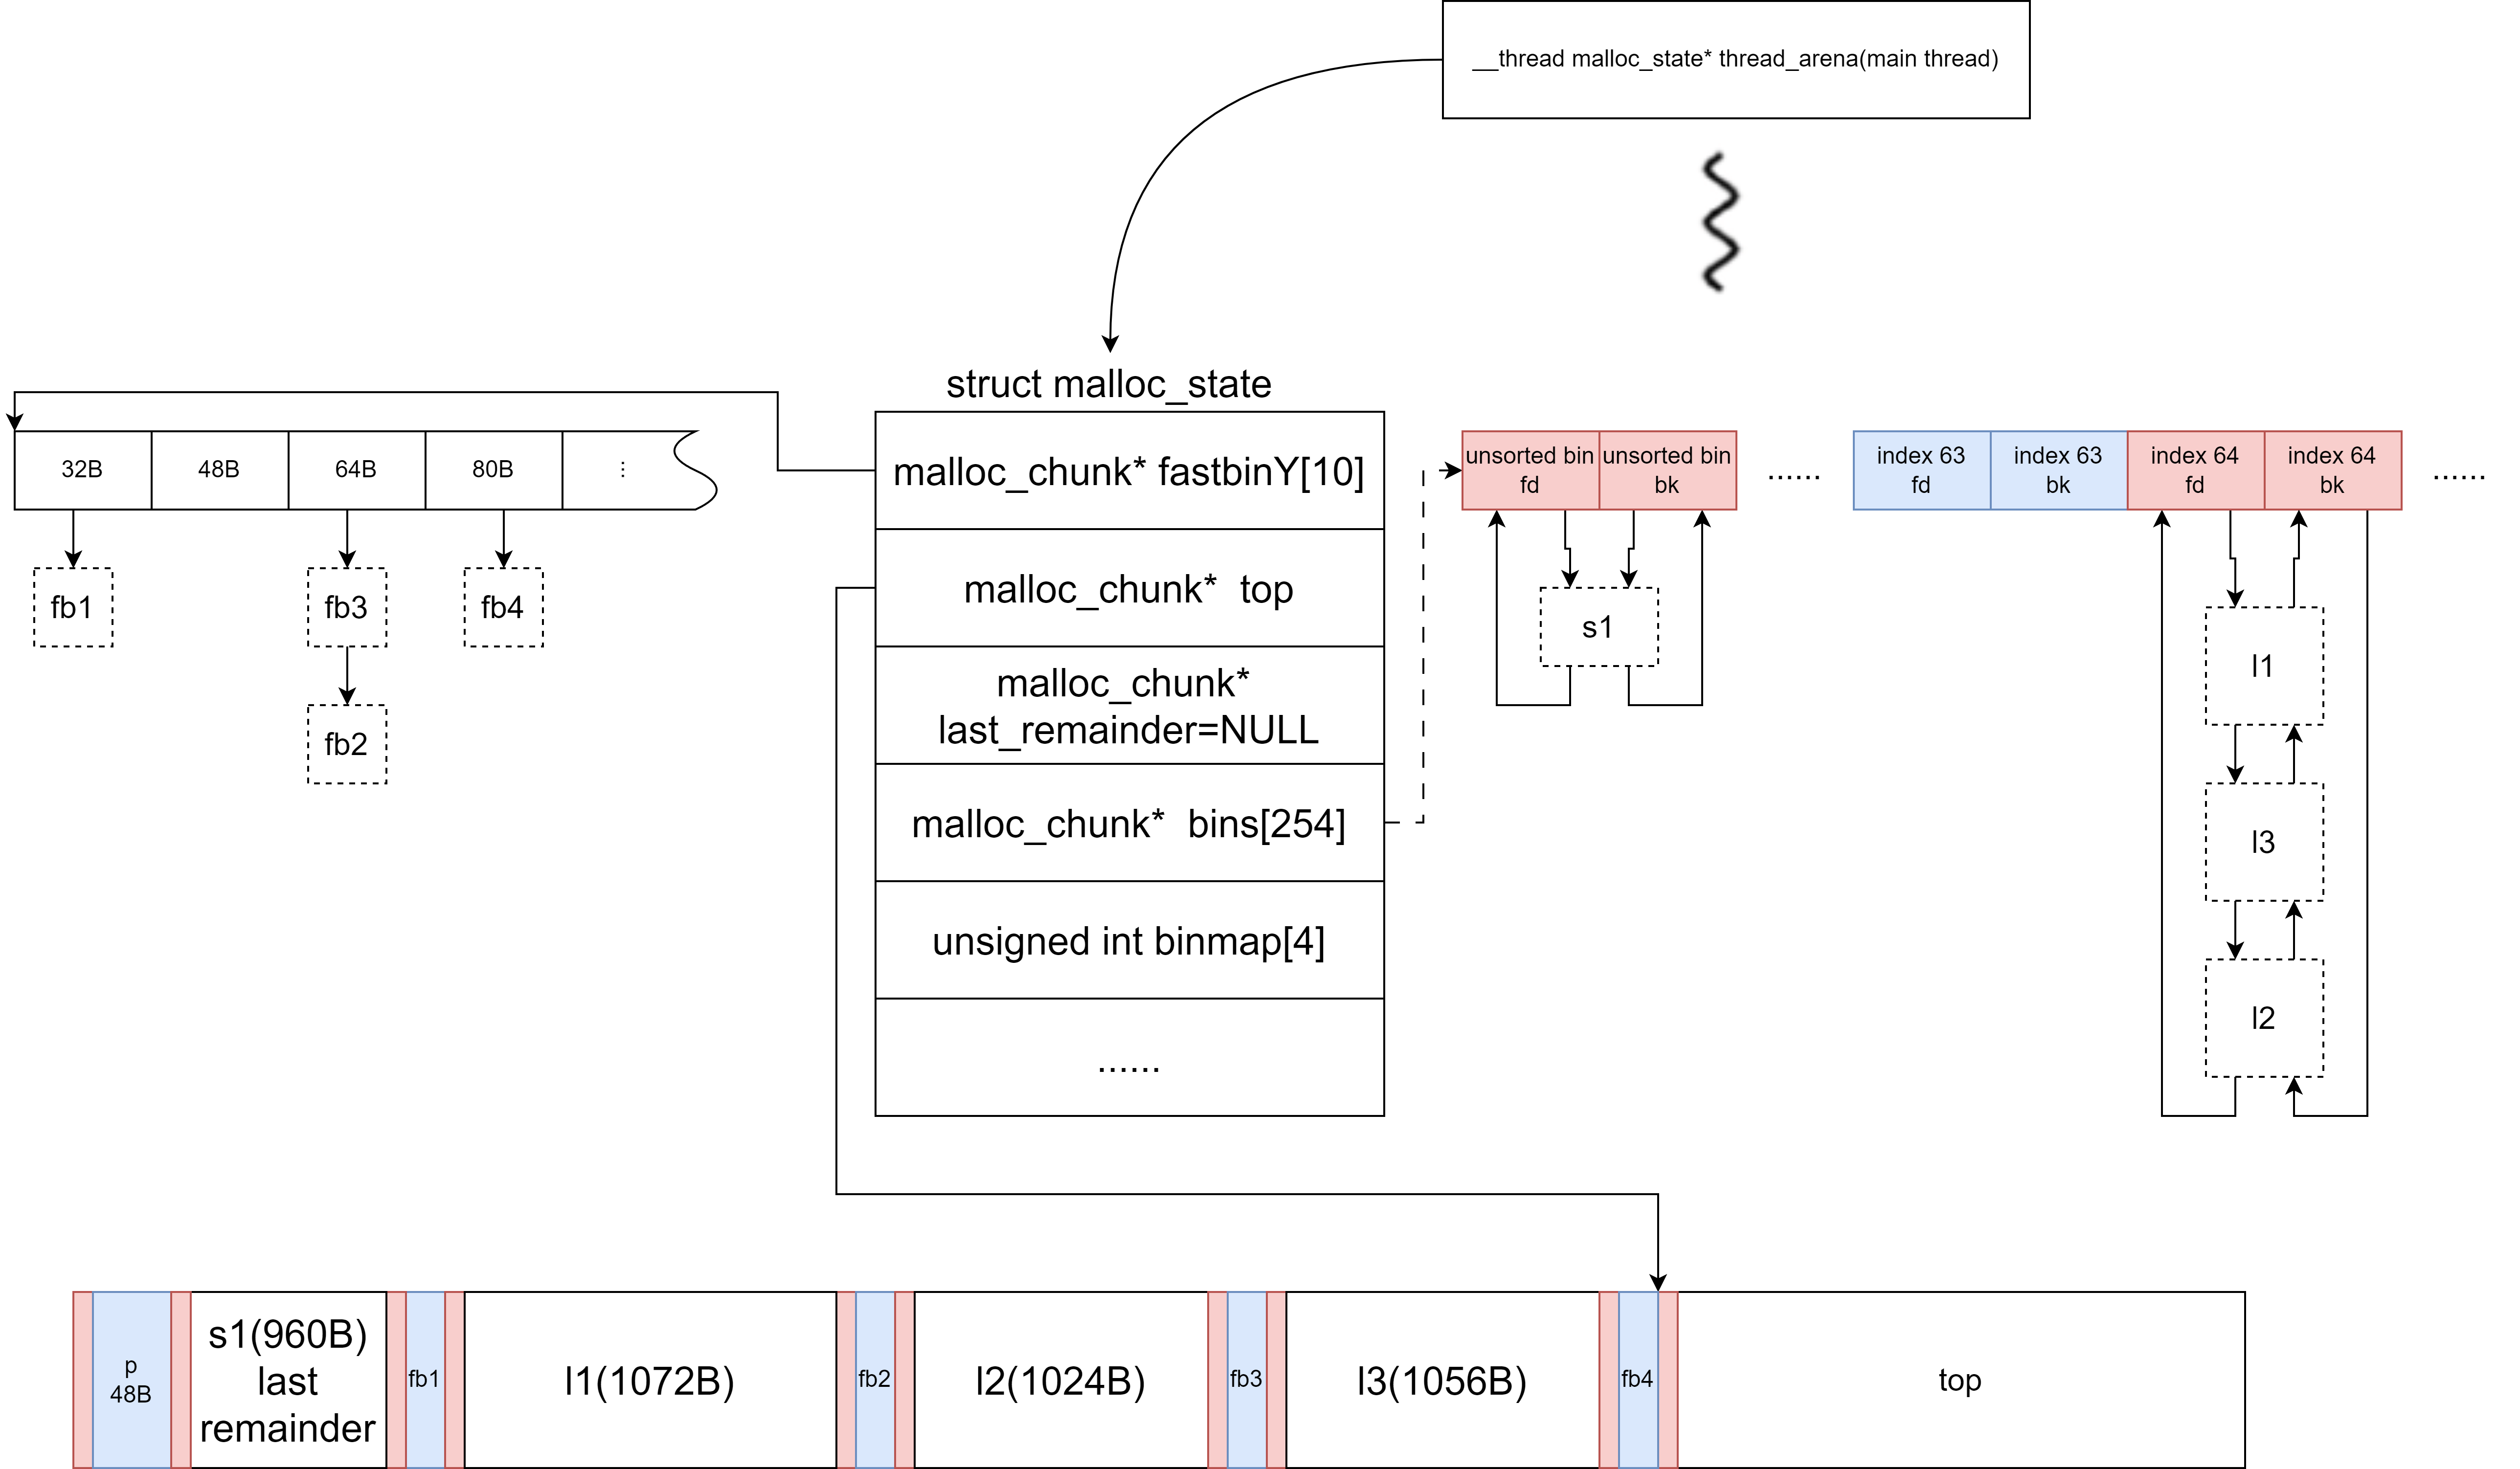 __thread malloc_state* thread_arena(main thread)
struct malloc_state
malloc_chunk* fastbinY[10]
malloc_chunk*  top
malloc_chunk*
last_remainder=NULL
malloc_chunk*  bins[254]
unsigned int binmap[4]
......
32B
48B
64B
80B
...
fb1
fb3
fb4
fb2
unsorted bin
fd
unsorted bin
bk
......
index 63
fd
index 63
bk
index 64
fd
index 64
bk
......
s1
l1
l3
l2
p
48B
s1(960B)
last
remainder
fb1
l1(1072B)
fb2
l2(1024B)
fb3
l3(1056B)
fb4
top